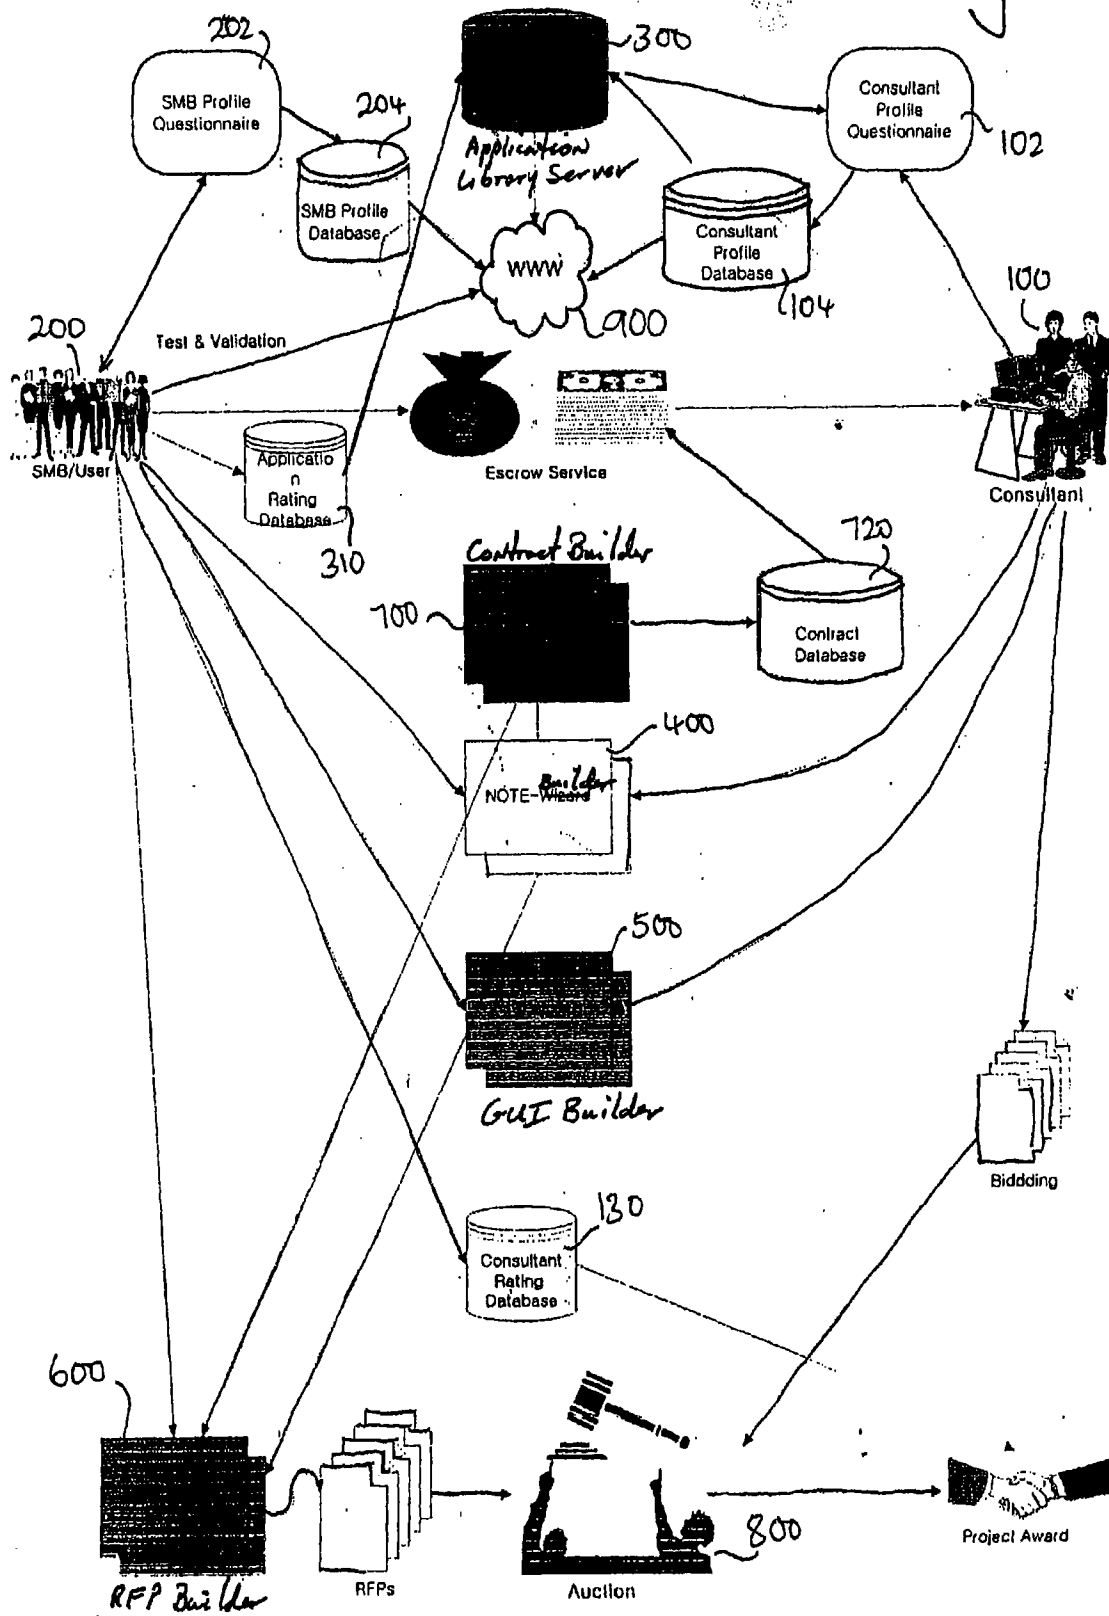 202
300
SMB Profile
Questionnaire
204
Consultant
Profile
Questionnaire
102
Application
Library Server
SMB Profile
Database
WWW
Consultant
Profile
Database
104
100
900
200
Test & Validation
SMB/User
Applicatio
n
Rating
Database
310
Escrow Service
Consultant
Contract Builder
720
700
Contract
Database
400
Builder
NOTE-Wizard
500
GUI Builder
Biddding
130
Consultant
Rating
Database
600
800
Project Award
RFP Builder
RFPs
Auction